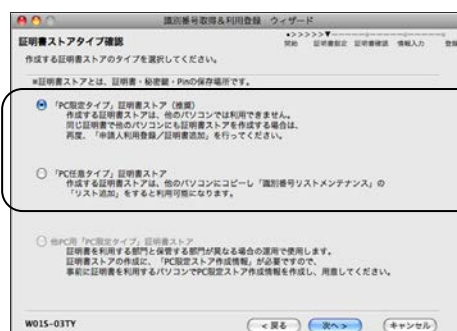 識別番号取得&利用登録 ウィザード
証明書ストアタイプ確認
•>>>>>▼
開始 証明書設定 証明書確認 情報入力 登録
作成する証明書ストアのタイプを選択してください。
※証明書ストアとは、証明書・秘密鍵・Pinの保存場所です。
「PC限定タイプ」証明書ストア(推奨)
作成する証明書ストアは、他のパソコンでは利用できません。
同じ証明書で他のパソコンにも証明書ストアを作成する場合は、
再度、「申請人利用登録/証明書追加」を行ってください。
「PC任意タイプ」証明書ストア
作成する証明書ストアは、他のパソコンにコピーし「識別番号リストメンテナンス」の
「リスト追加」をすると利用可能になります。
他PC用「PC限定タイプ」証明書ストア
証明書を利用する部門と保管する部門が異なる場合の運用で使用します。
証明書ストアの作成に、「PC限定ストア作成情報」が必要ですので、
事前に証明書を利用するパソコンでPC限定ストア作成情報を作成し、用意してください。
W01S-03TY
<戻る 次へ> キャンセル